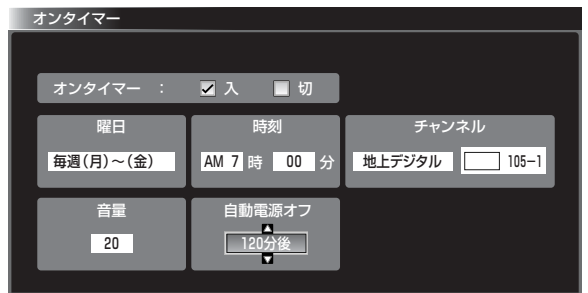 オンタイマー
オンタイマー ： 入 切
曜日
毎週(月)～(金)
時刻
AM 7 時 00 分
チャンネル
地上デジタル 105-1
音量
20
自動電源オフ
120分後